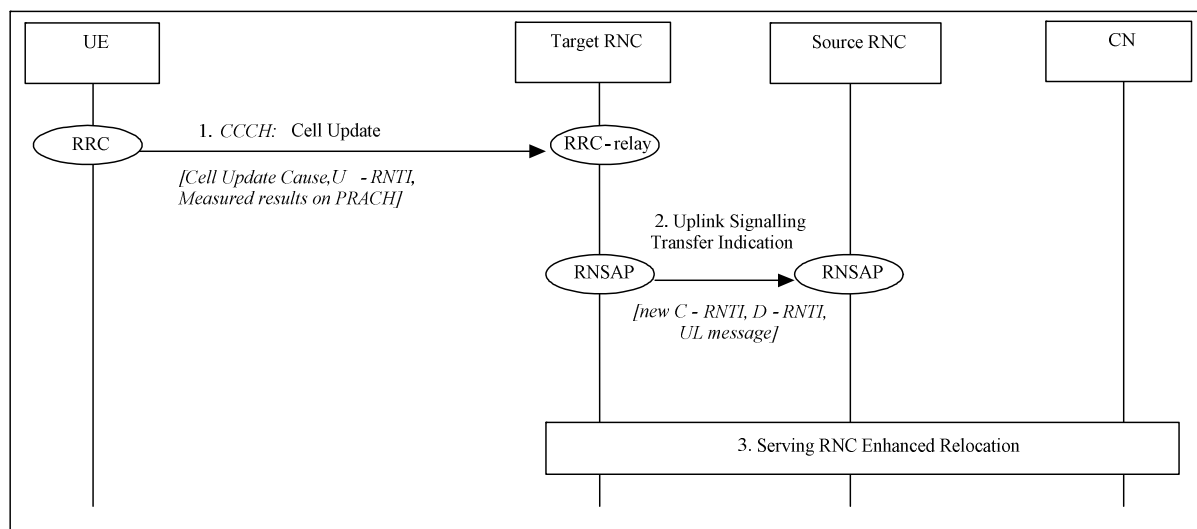 UE
Target RNC
Source RNC
CN
1. CCCH: Cell Update
RRC
RRC-relay
[Cell Update Cause,U - RNTI,
Measured results on PRACH]
2. Uplink Signalling
Transfer Indication
RNSAP
RNSAP
[new C - RNTI, D - RNTI,
UL message]
3. Serving RNC Enhanced Relocation